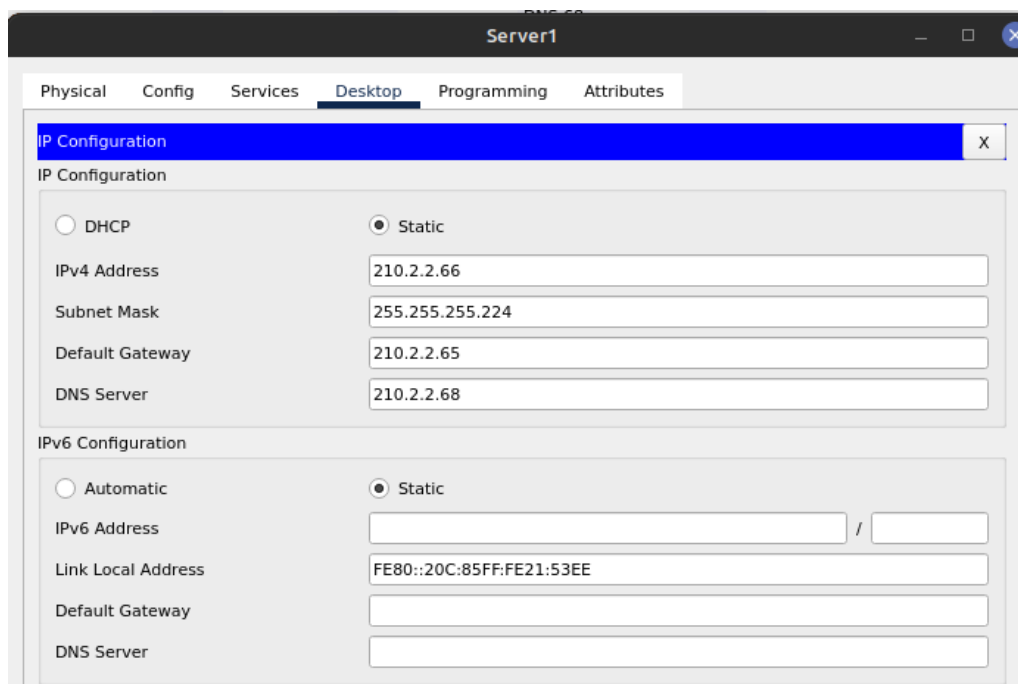 Server1
Physical Config Services Desktop Programming Attributes
IP Configuration X
IP Configuration
DHCP Static
IPv4 Address 210.2.2.66
Subnet Mask 255.255.255.224
Default Gateway 210.2.2.65
DNS Server 210.2.2.68
IPv6 Configuration
Automatic Static
IPv6 Address /
Link Local Address FE80::20C:85FF:FE21:53EE
Default Gateway
DNS Server